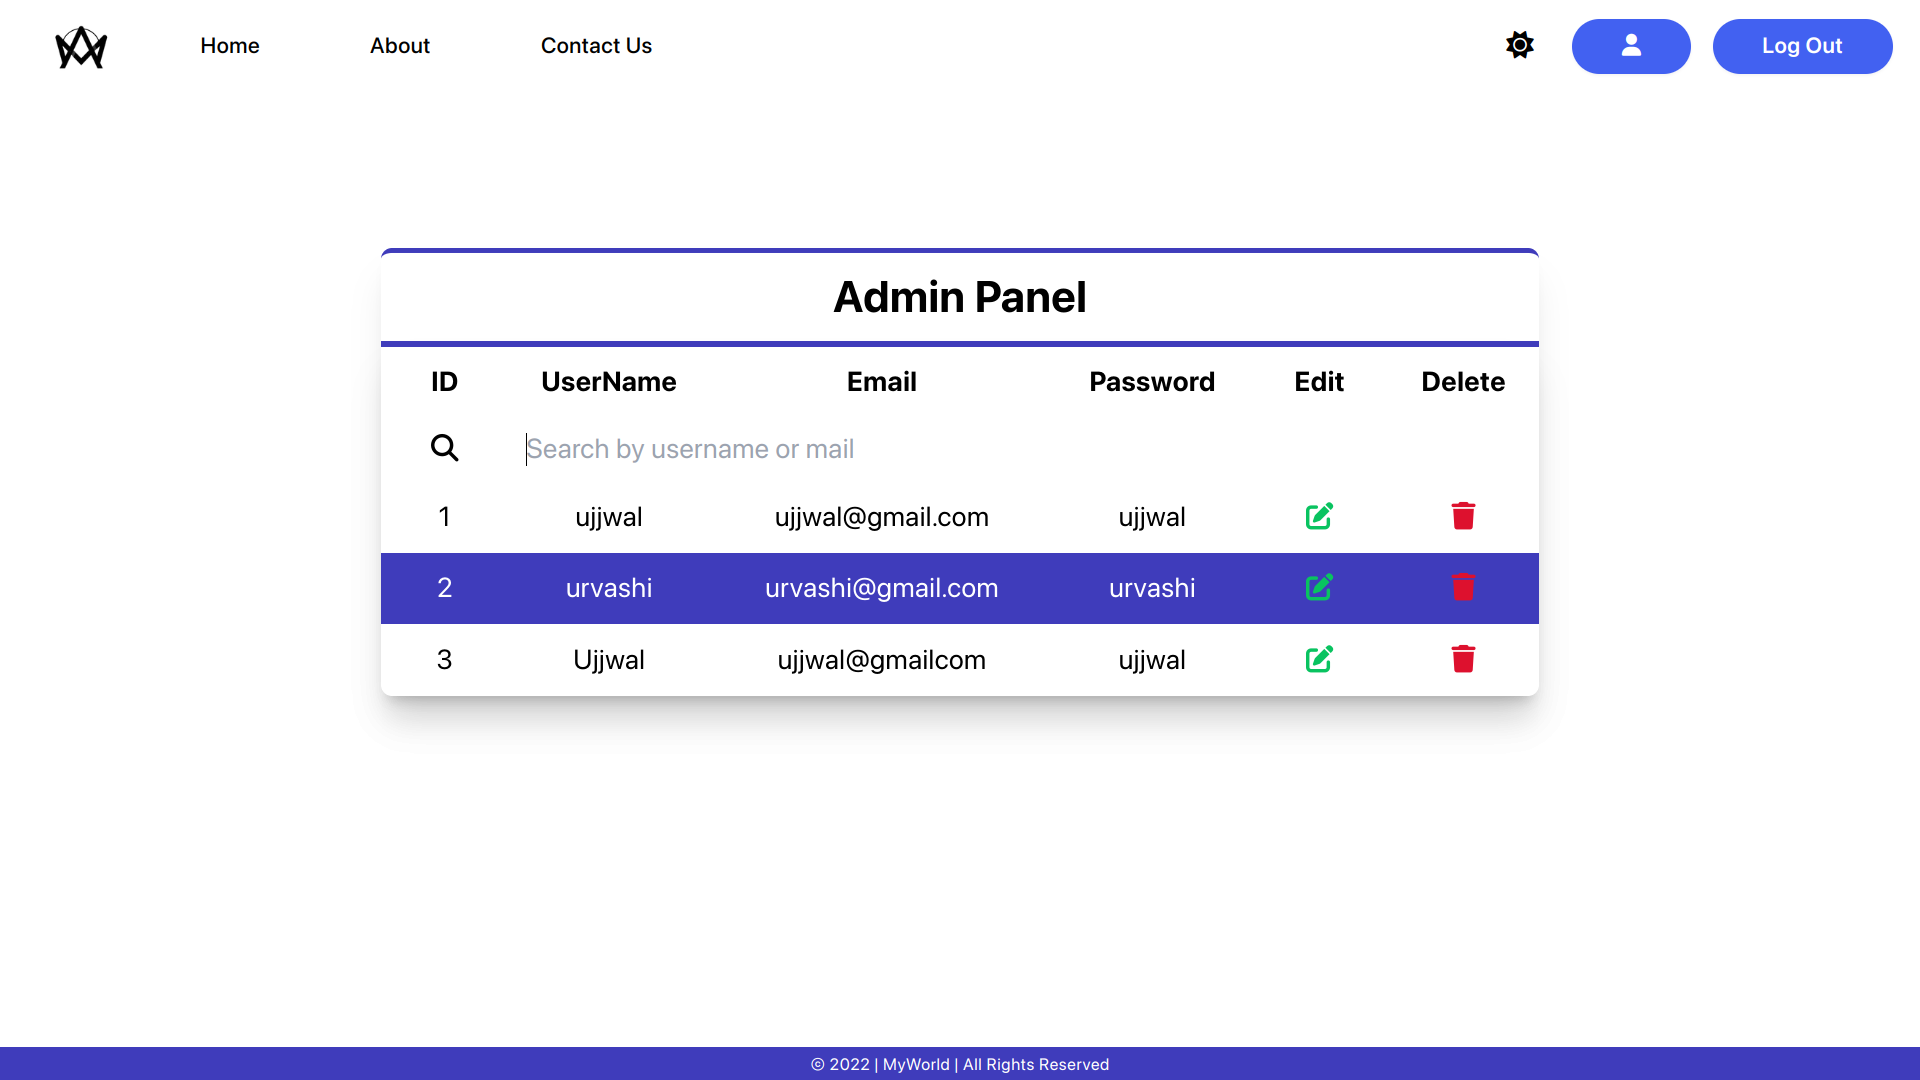 Home About Contact Us Log Out
Admin Panel
ID UserName Email Password Edit Delete
Search by username or mail
1 ujjwal ujjwal@gmail.com ujjwal
2 urvashi urvashi@gmail.com urvashi
3 Ujjwal ujjwal@gmailcom ujjwal
© 2022 | MyWorld | All Rights Reserved